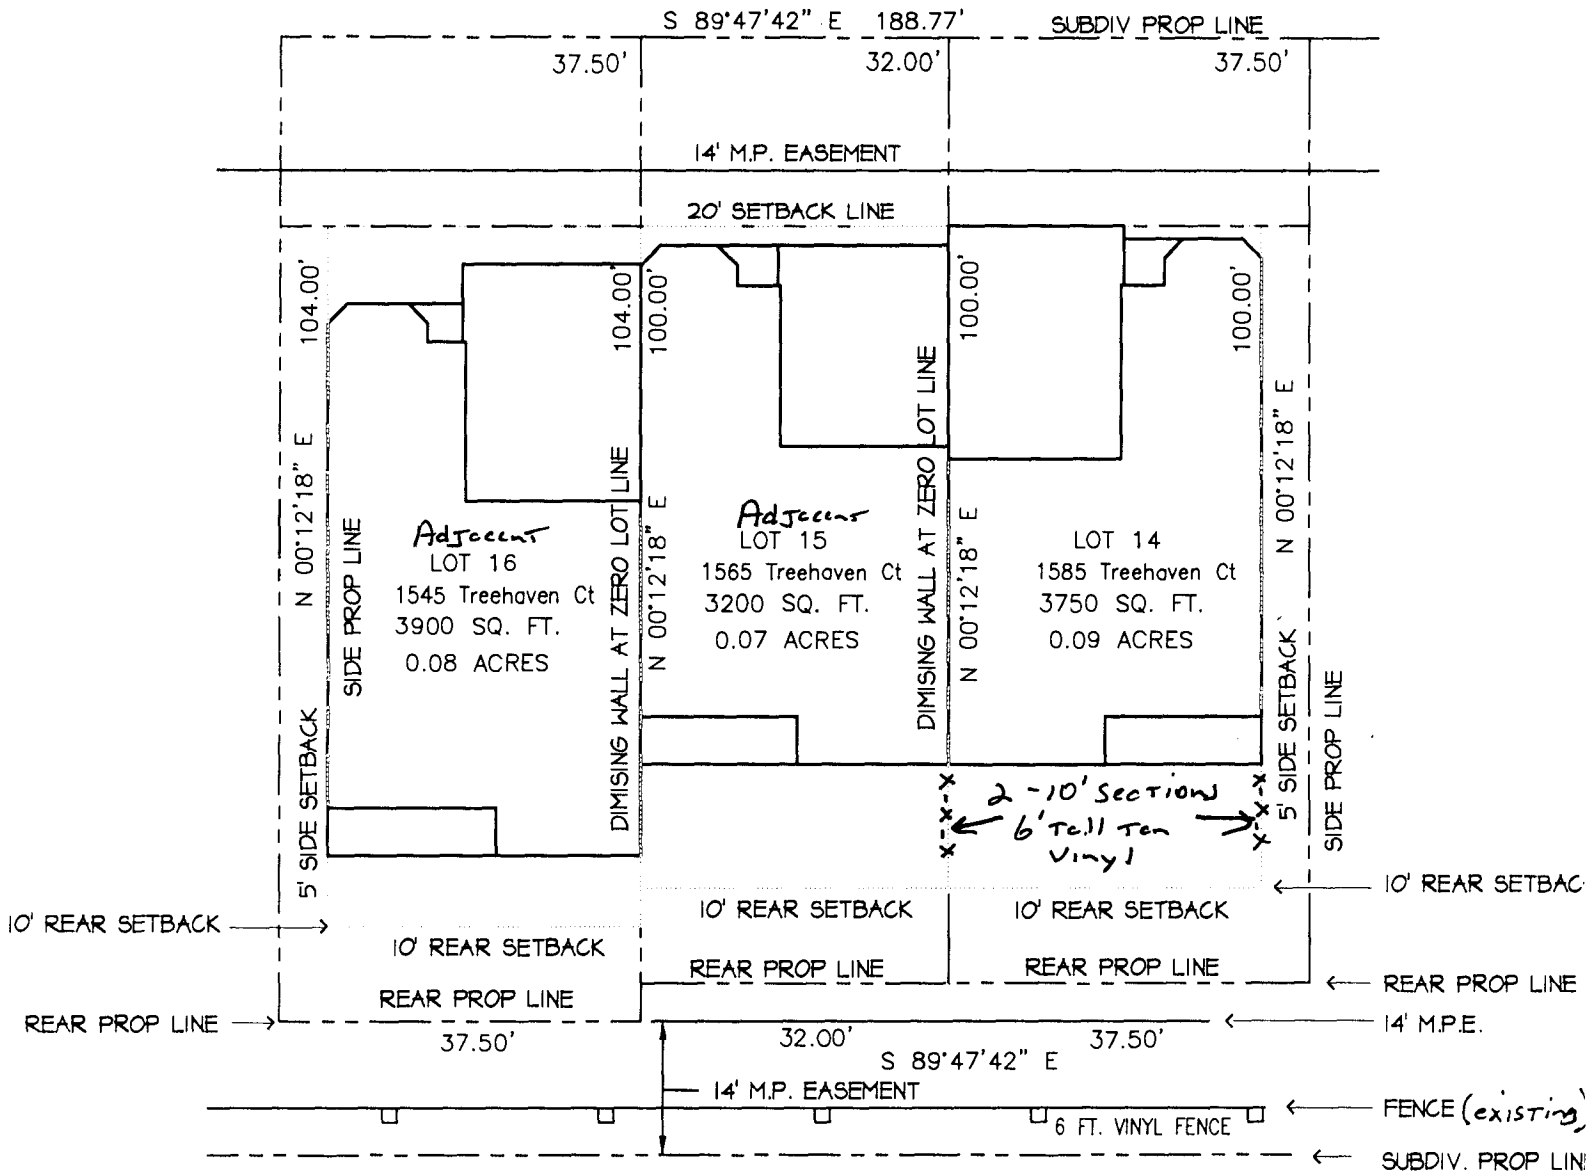 S 89°47'42" E 188.77' SUBDIV PROP LINE
37.50' 32.00' 37.50'
14' M.P. EASEMENT
20' SETBACK LINE
104.00' 104.00' 100.00' 100.00' 100.00'
N 00°12'18" E
SIDE PROP LINE
5' SIDE SETBACK
Adjacent
LOT 16
1545 Treehaven Ct
3900 SQ. FT.
0.08 ACRES
DIMISING WALL AT ZERO LOT LINE
N 00°12'18" E
Adjacent
LOT 15
1565 Treehaven Ct
3200 SQ. FT.
0.07 ACRES
DIMISING WALL AT ZERO LOT LINE
N 00°12'18" E
LOT 14
1585 Treehaven Ct
3750 SQ. FT.
0.09 ACRES
N 00°12'18" E
5' SIDE SETBACK
SIDE PROP LINE
2 - 10' Sections
6' Tall Tan
Vinyl
10' REAR SETBAC
10' REAR SETBACK 10' REAR SETBACK
10' REAR SETBACK 10' REAR SETBACK
REAR PROP LINE REAR PROP LINE REAR PROP LINE
REAR PROP LINE
REAR PROP LINE 14' M.P.E.
37.50' 32.00' 37.50'
S 89°47'42" E
14' M.P. EASEMENT
FENCE (existing)
6 FT. VINYL FENCE
SUBDIV. PROP LINE